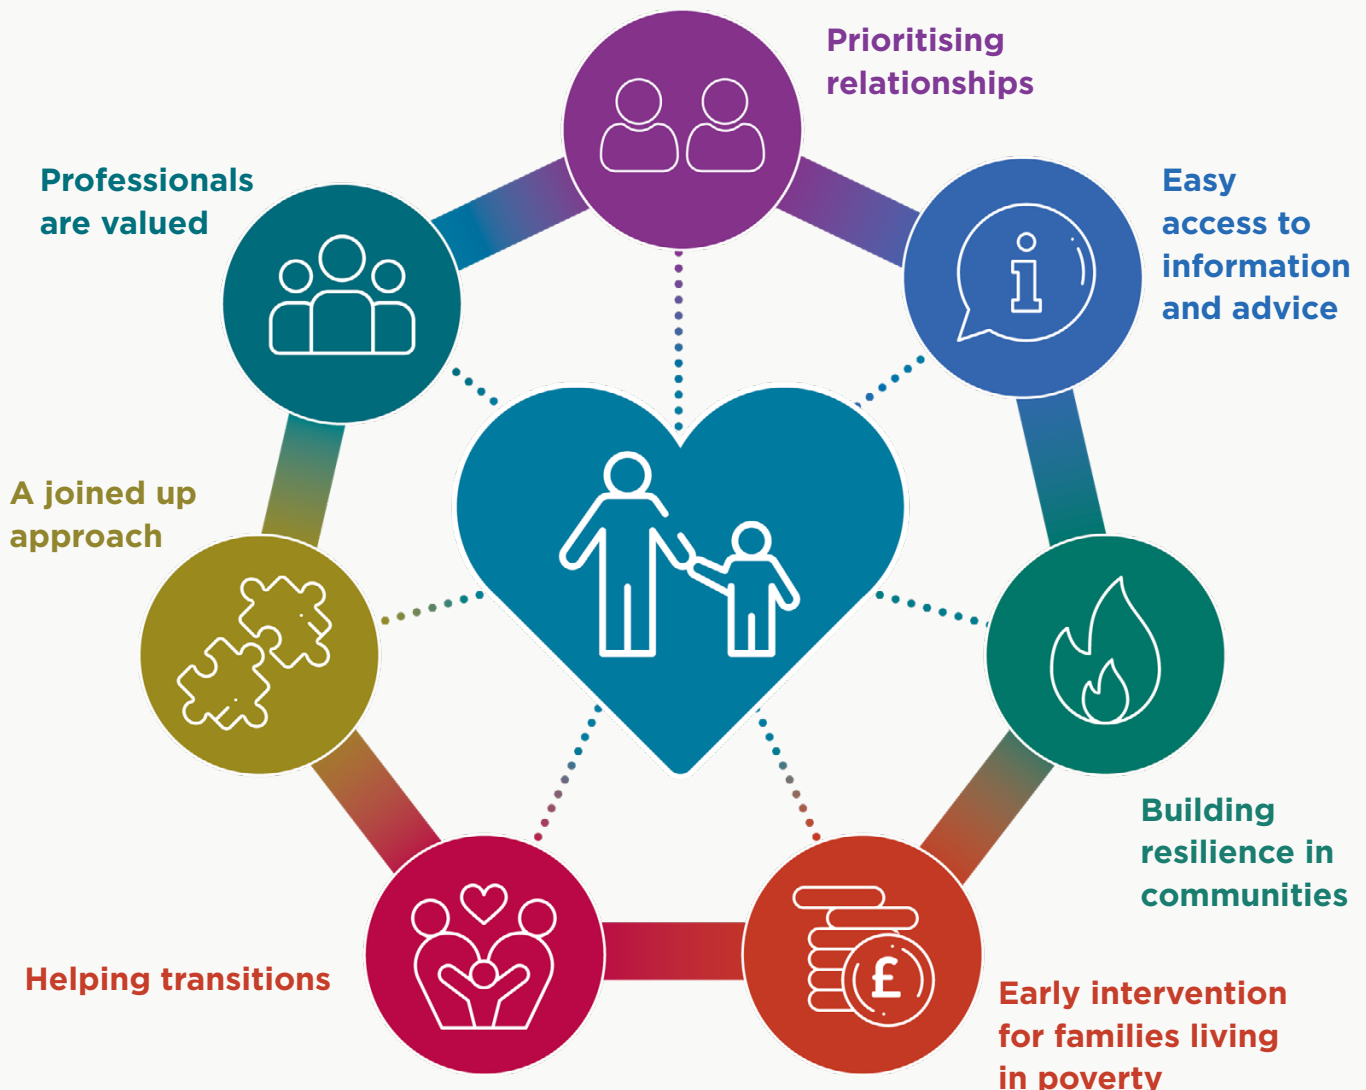 Prioritising
relationships
Easy
access to
information
and advice
Professionals
are valued
i
A joined up
approach
Building
resilience in
communities
£
Helping transitions
Early intervention
for families living
in poverty